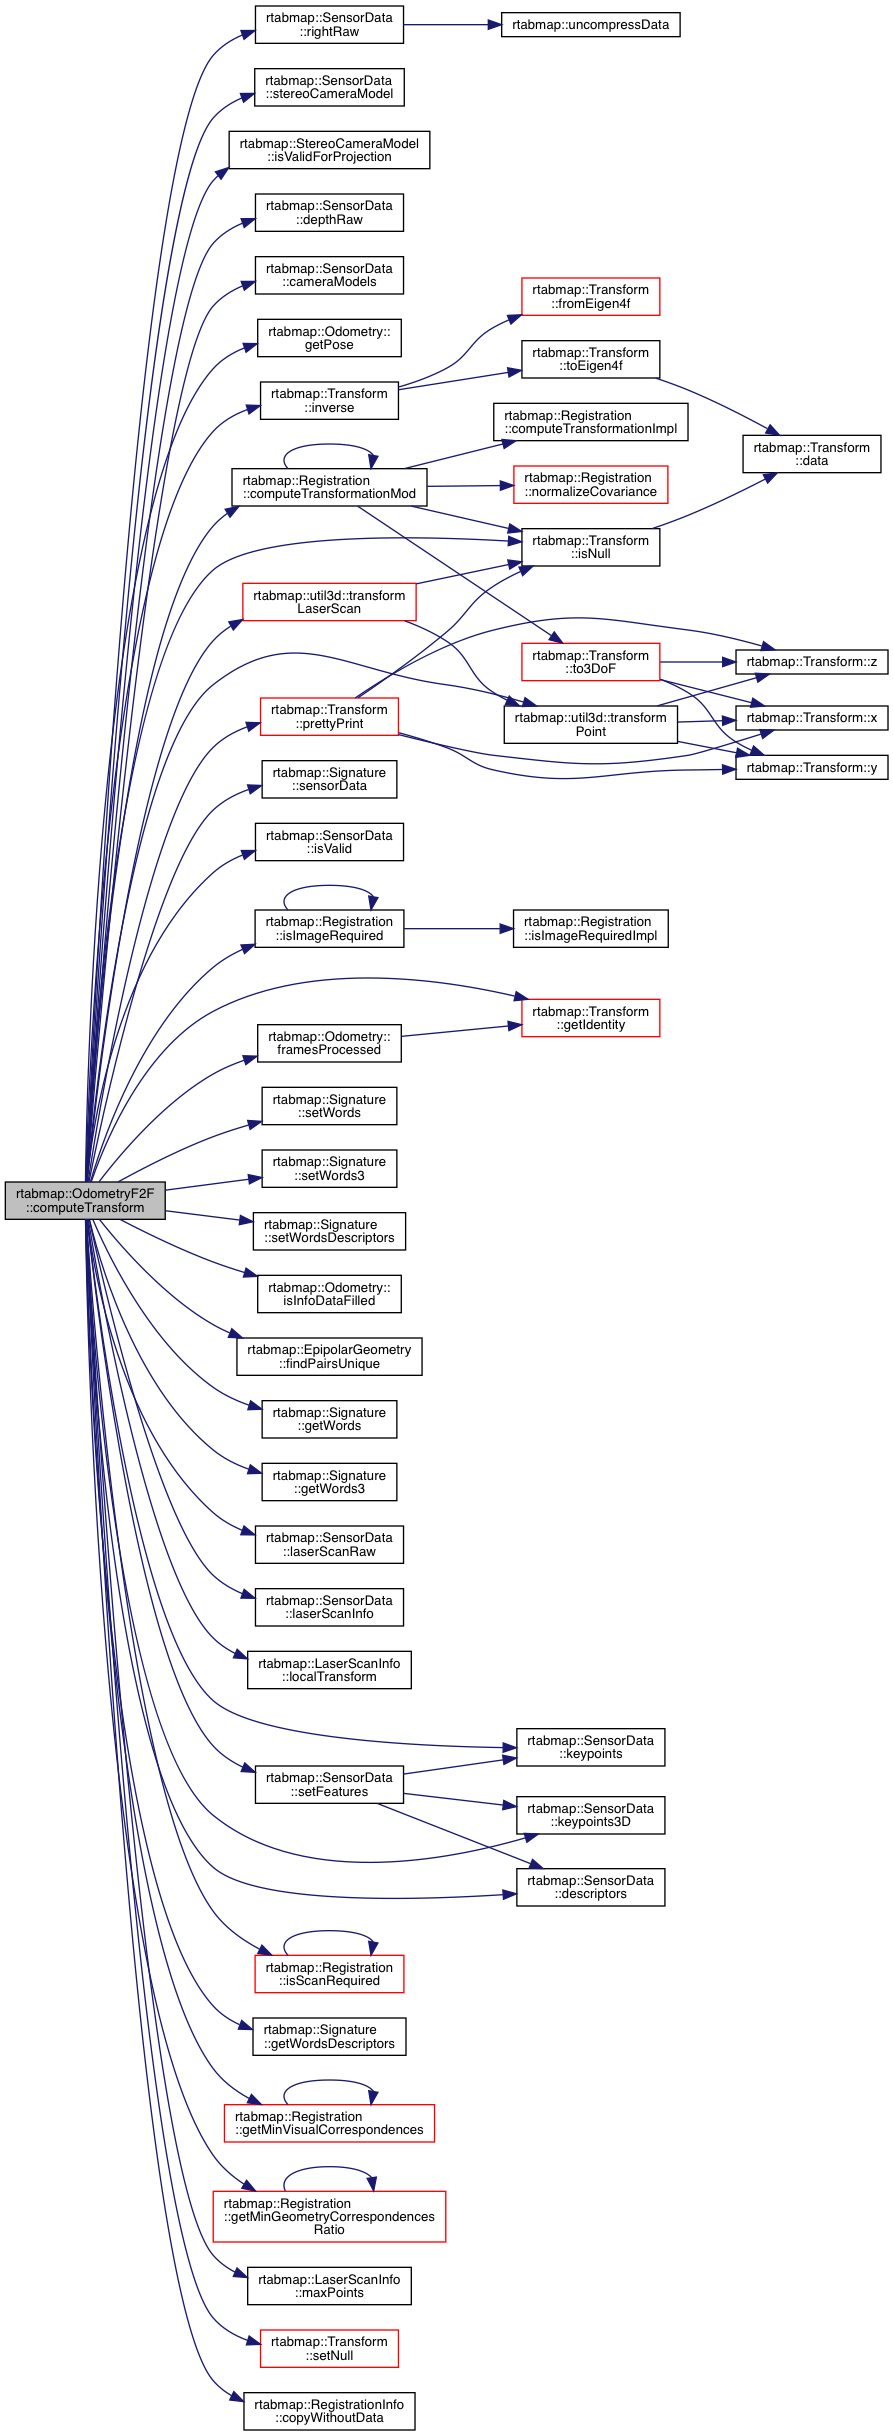 rtabmap::SensorData
::rightRaw
rtabmap::uncompressData
rtabmap::SensorData
::stereoCameraModel
rtabmap::StereoCameraModel
::isValidForProjection
rtabmap::SensorData
::depthRaw
rtabmap::SensorData
::cameraModels
rtabmap::Transform
::fromEigen4f
rtabmap::Odometry::
getPose
rtabmap::Transform
::toEigen4f
rtabmap::Transform
::inverse
rtabmap::Registration
::computeTransformationImpl
rtabmap::Transform
::data
rtabmap::Registration
::computeTransformationMod
rtabmap::Registration
::normalizeCovariance
rtabmap::Transform
::isNull
rtabmap::util3d::transform
LaserScan
rtabmap::Transform
::to3DoF
rtabmap::Transform::z
rtabmap::Transform
::prettyPrint
rtabmap::util3d::transform
Point
rtabmap::Transform::x
rtabmap::Transform::y
rtabmap::Signature
::sensorData
rtabmap::SensorData
::isValid
rtabmap::Registration
::isImageRequired
rtabmap::Registration
::isImageRequiredImpl
rtabmap::Transform
::getIdentity
rtabmap::Odometry::
framesProcessed
rtabmap::Signature
::setWords
rtabmap::Signature
::setWords3
rtabmap::OdometryF2F
::computeTransform
rtabmap::Signature
::setWordsDescriptors
rtabmap::Odometry::
isInfoDataFilled
rtabmap::EpipolarGeometry
::findPairsUnique
rtabmap::Signature
::getWords
rtabmap::Signature
::getWords3
rtabmap::SensorData
::laserScanRaw
rtabmap::SensorData
::laserScanInfo
rtabmap::LaserScanInfo
::localTransform
rtabmap::SensorData
::keypoints
rtabmap::SensorData
::setFeatures
rtabmap::SensorData
::keypoints3D
rtabmap::SensorData
::descriptors
rtabmap::Registration
::isScanRequired
rtabmap::Signature
::getWordsDescriptors
rtabmap::Registration
::getMinVisualCorrespondences
rtabmap::Registration
::getMinGeometryCorrespondences
Ratio
rtabmap::LaserScanInfo
::maxPoints
rtabmap::Transform
::setNull
rtabmap::RegistrationInfo
::copyWithoutData